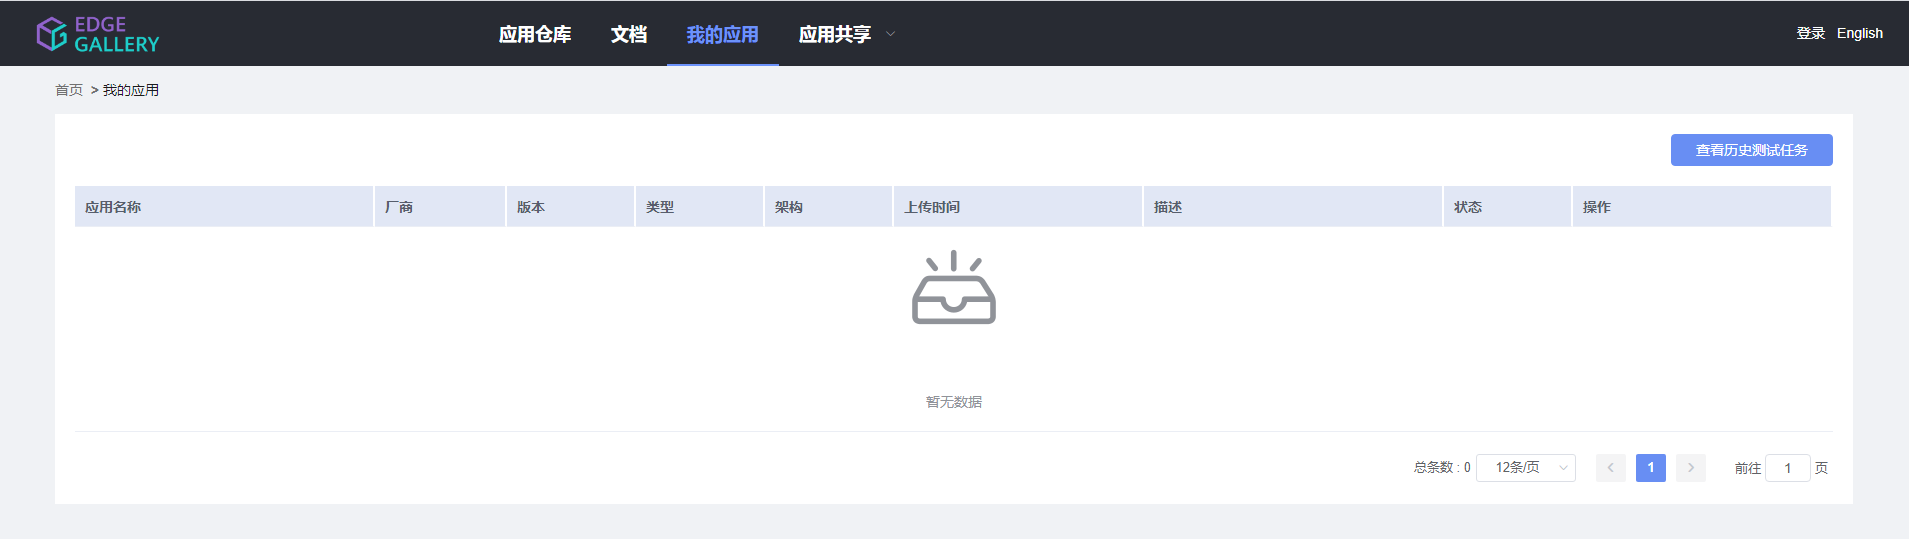 EDGE GALLERY
应用仓库 文档 我的应用 应用共享 登录 English
首页 > 我的应用
查看历史测试任务
应用名称 厂商 版本 类型 架构 上传时间 描述 状态 操作
暂无数据
总条数 : 0 12条/页 < 1 > 前往 1 页